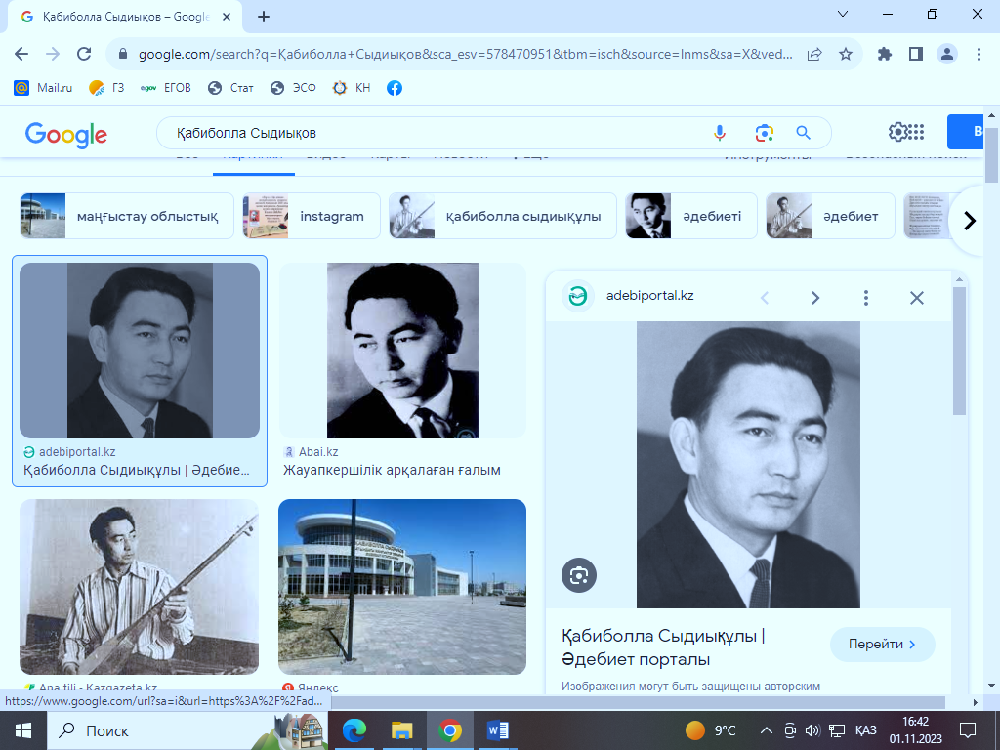 Қабиболла Сыдиықов – Google
google.com/search?q=Қабиболла+Сыдиықов&sca_esv=578470951&tbm=isch&source=lnms&sa=X&ved...
Mail.ru ГЗ egov ЕГОВ Стат ЭСФ КН
Google Қабиболла Сыдиықов
Картинки Инструменты
маңғыстау облыстық instagram қабиболла сыдиықұлы әдебиеті әдебиет
adebiportal.kz
adebiportal.kz
Қабиболла Сыдиықұлы | Әдебие...
Abai.kz
Жауапкершілік арқалаған ғалым
Ana tili - Kazgazeta.kz
Яндекс
Қабиболла Сыдиықұлы |
Әдебиет порталы
Перейти
Изображения могут быть защищены авторским
https://www.google.com/url?sa=i&url=https%3A%2F%2Fad...
Поиск
9°C
ҚАЗ
16:42
01.11.2023